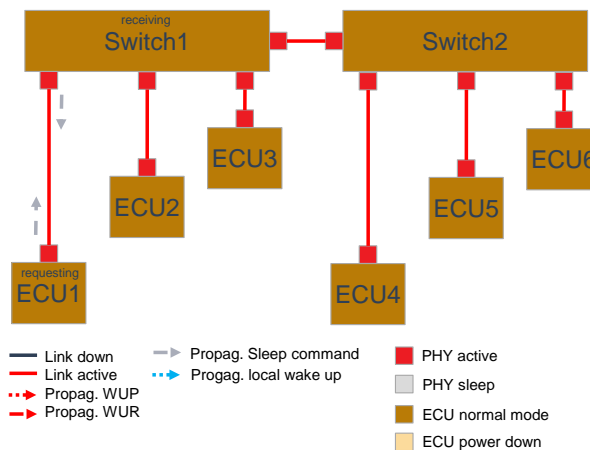 receiving
Switch1
Switch2
ECU3
ECU6
ECU2
ECU5
requesting
ECU1
ECU4
Link down
Link active
Propag. WUP
Propag. WUR
Propag. Sleep command
Progag. local wake up
PHY active
PHY sleep
ECU normal mode
ECU power down